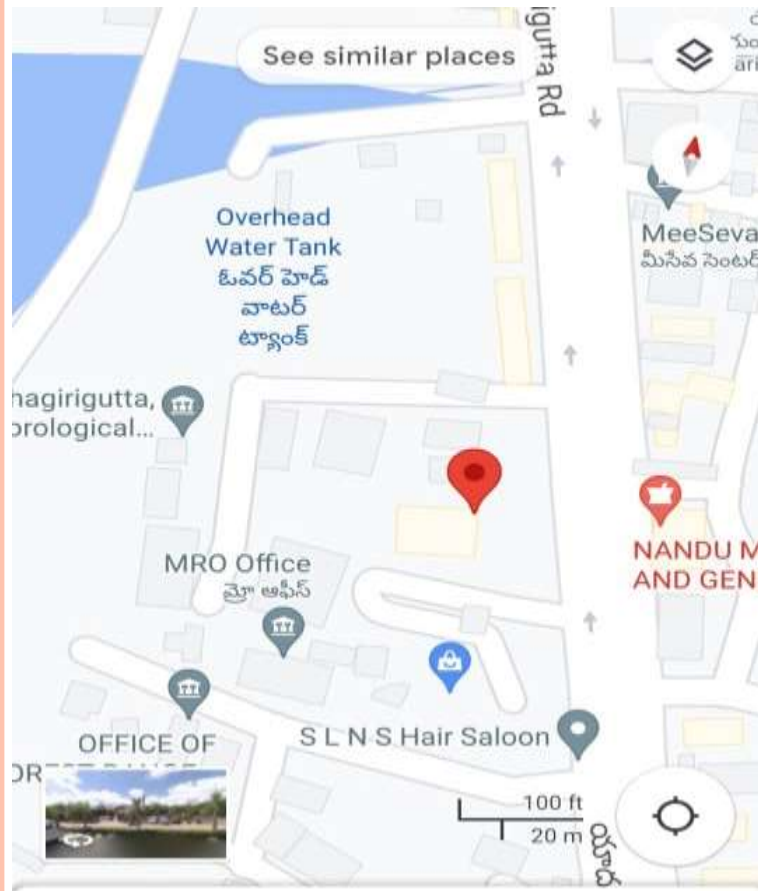 igutta Rd
See similar places
Overhead
Water Tank
ఓవర్ హెడ్
వాటర్
ట్యాంక్
MeeSeva
మీసేవ సెంటర్
hagirigutta,
orological...
NANDU M
AND GEN
MRO Office
మ్రో ఆఫీస్
S L N S Hair Saloon
OFFICE OF
100 ft
20 m
యాద